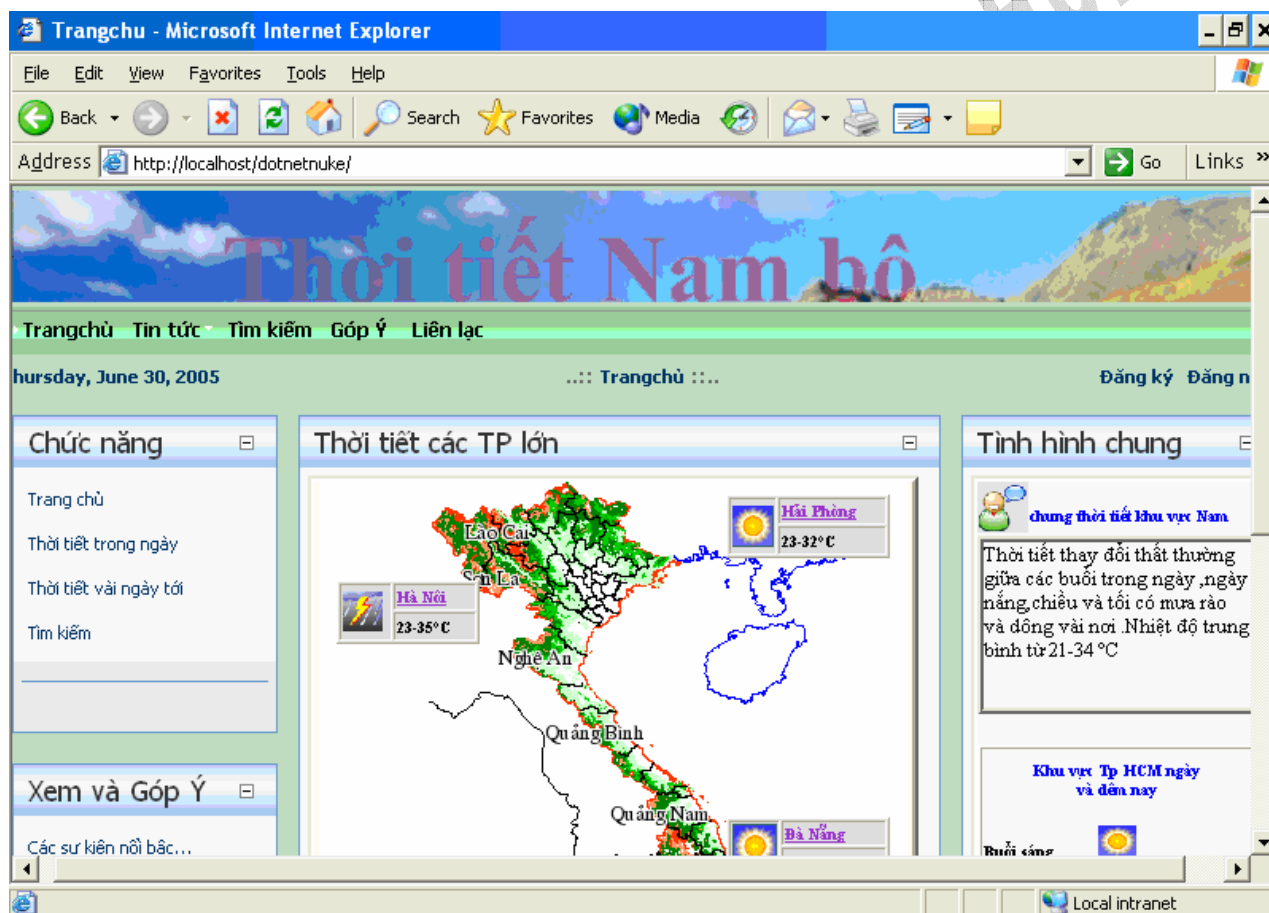 Trangchu - Microsoft Internet Explorer
File Edit View Favorites Tools Help
Back Search Favorites Media
Address http://localhost/dotnetnuke/ Go Links »
Thời tiết Nam bộ
Trangchủ Tin tức Tìm kiếm Góp Ý Liên lạc
hursday, June 30, 2005 ..:: Trangchủ ::.. Đăng ký Đăng n
Chức năng
Trang chủ
Thời tiết trong ngày
Thời tiết vài ngày tới
Tìm kiếm
Xem và Góp Ý
Các sự kiện nổi bậc...
Thời tiết các TP lớn
Lào Cai
Hải Phòng
23-32°C
Sơn La
Hà Nội
23-35°C
Nghệ An
Quảng Bình
Quảng Nam
Đà Nẵng
Tình hình chung
chung thời tiết khu vực Nam
Thời tiết thay đổi thất thường
giữa các buổi trong ngày ,ngày
nắng,chiều và tối có mưa rào
và dông vài nơi .Nhiệt độ trung
bình từ 21-34 °C
Khu vực Tp HCM ngày
và đêm nay
Buổi sáng
Local intranet